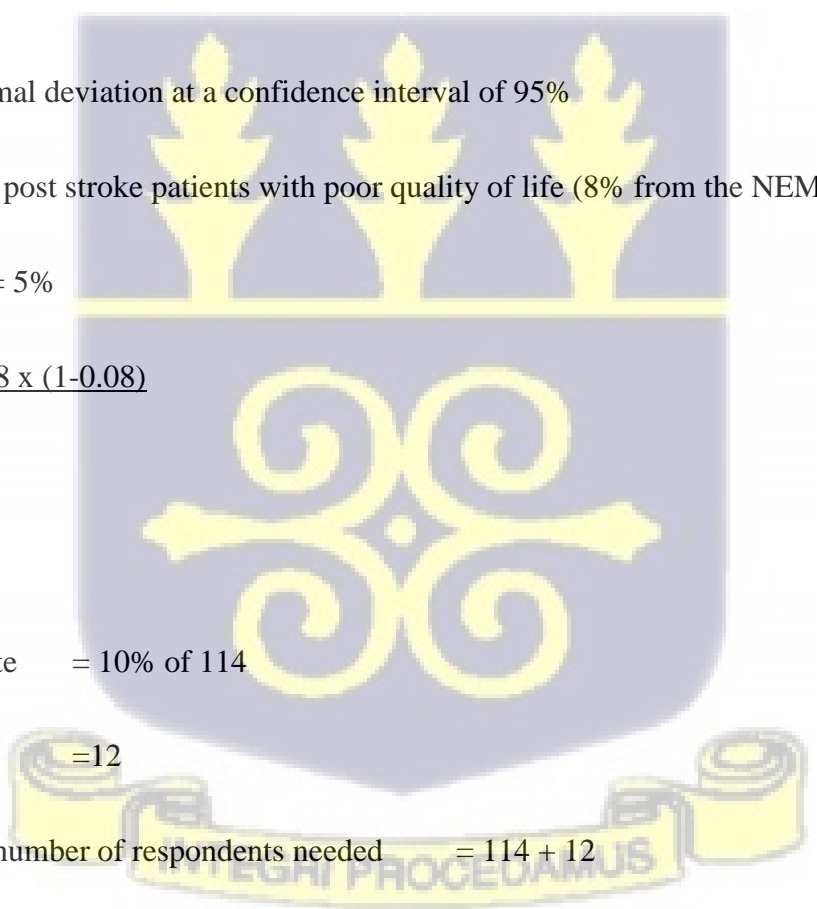 mal deviation at a confidence interval of 95%
post stroke patients with poor quality of life (8% from the NEM
= 5%
8 x (1-0.08)
te = 10% of 114
=12
number of respondents needed = 114 + 12
INTEGRI PROCEDAMUS